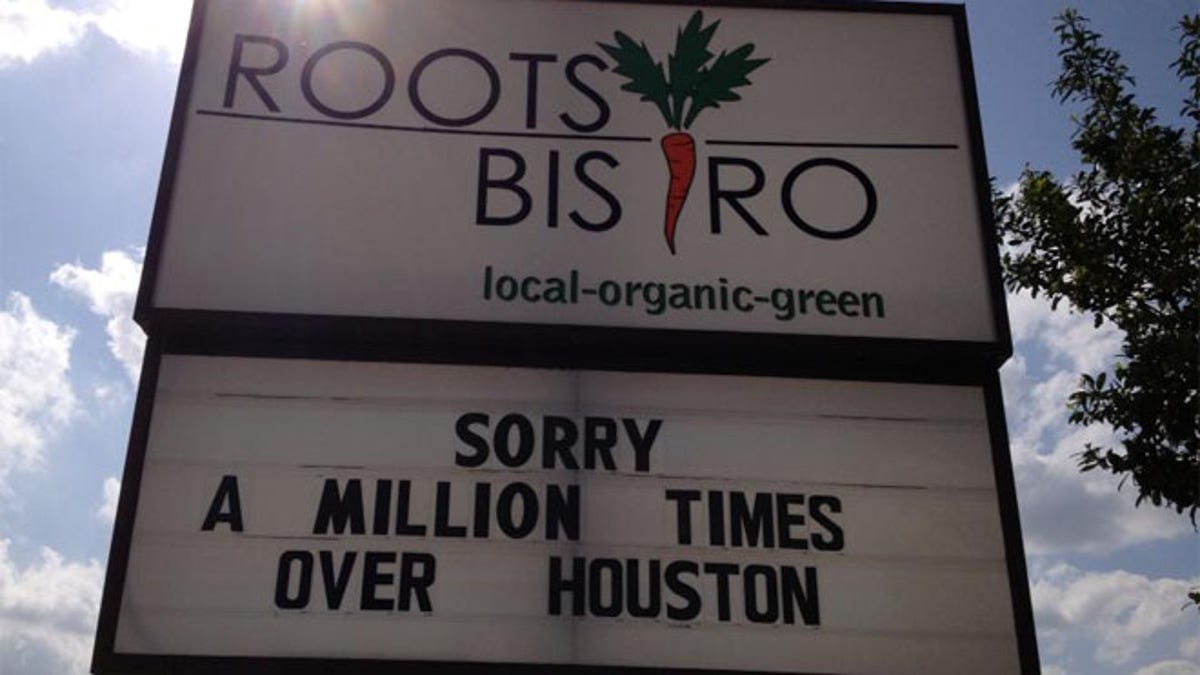 ROOTS
BISTRO
local-organic-green
SORRY
A MILLION TIMES
OVER HOUSTON